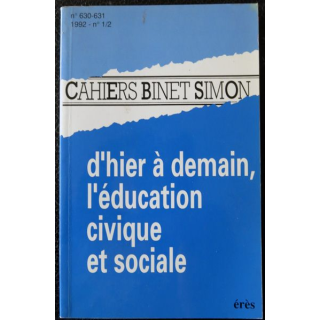 n° 630-631
1992 - n° 1/2
CAHIERS BINET SIMON
d'hier à demain,
l'éducation
civique
et sociale
érès